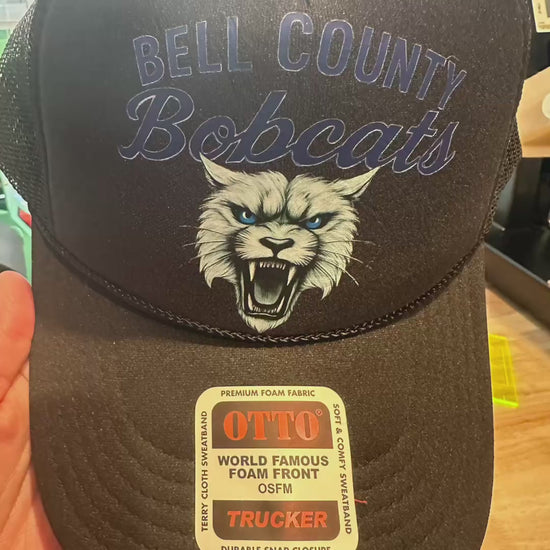 BELL COUNTY
Bobcats
PREMIUM FOAM FABRIC
TERRY CLOTH SWEATBAND
OTTO®
SOFT & COMFY SWEATBAND
WORLD FAMOUS
FOAM FRONT
OSFM
TRUCKER
DURABLE SNAP CLOSURE